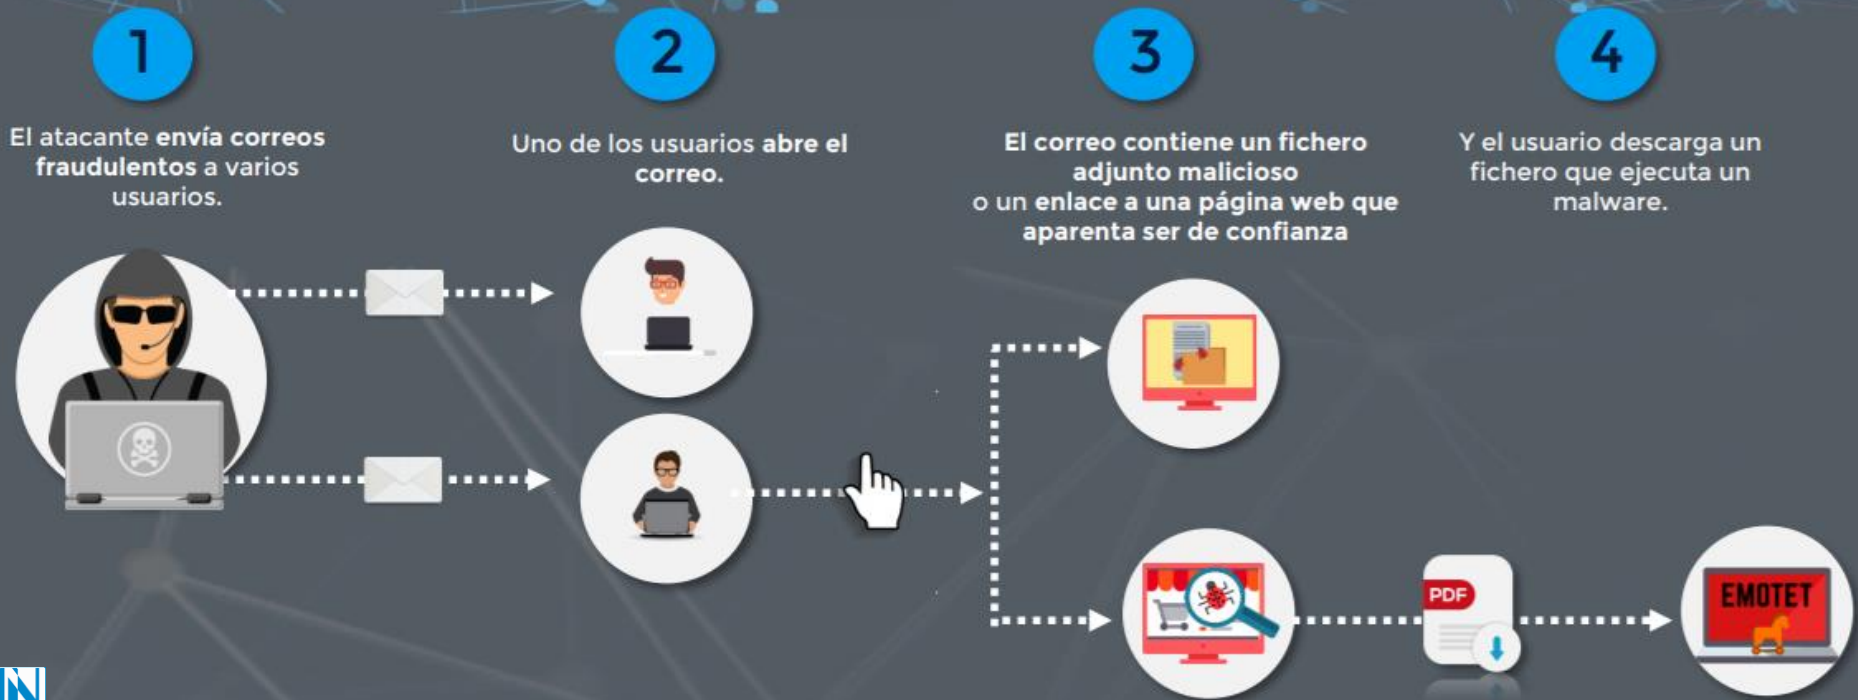 1
El atacante envía correos
fraudulentos a varios
usuarios.
2
Uno de los usuarios abre el
correo.
3
El correo contiene un fichero
adjunto malicioso
o un enlace a una página web que
aparenta ser de confianza
4
Y el usuario descarga un
fichero que ejecuta un
malware.
PDF
EMOTET
N